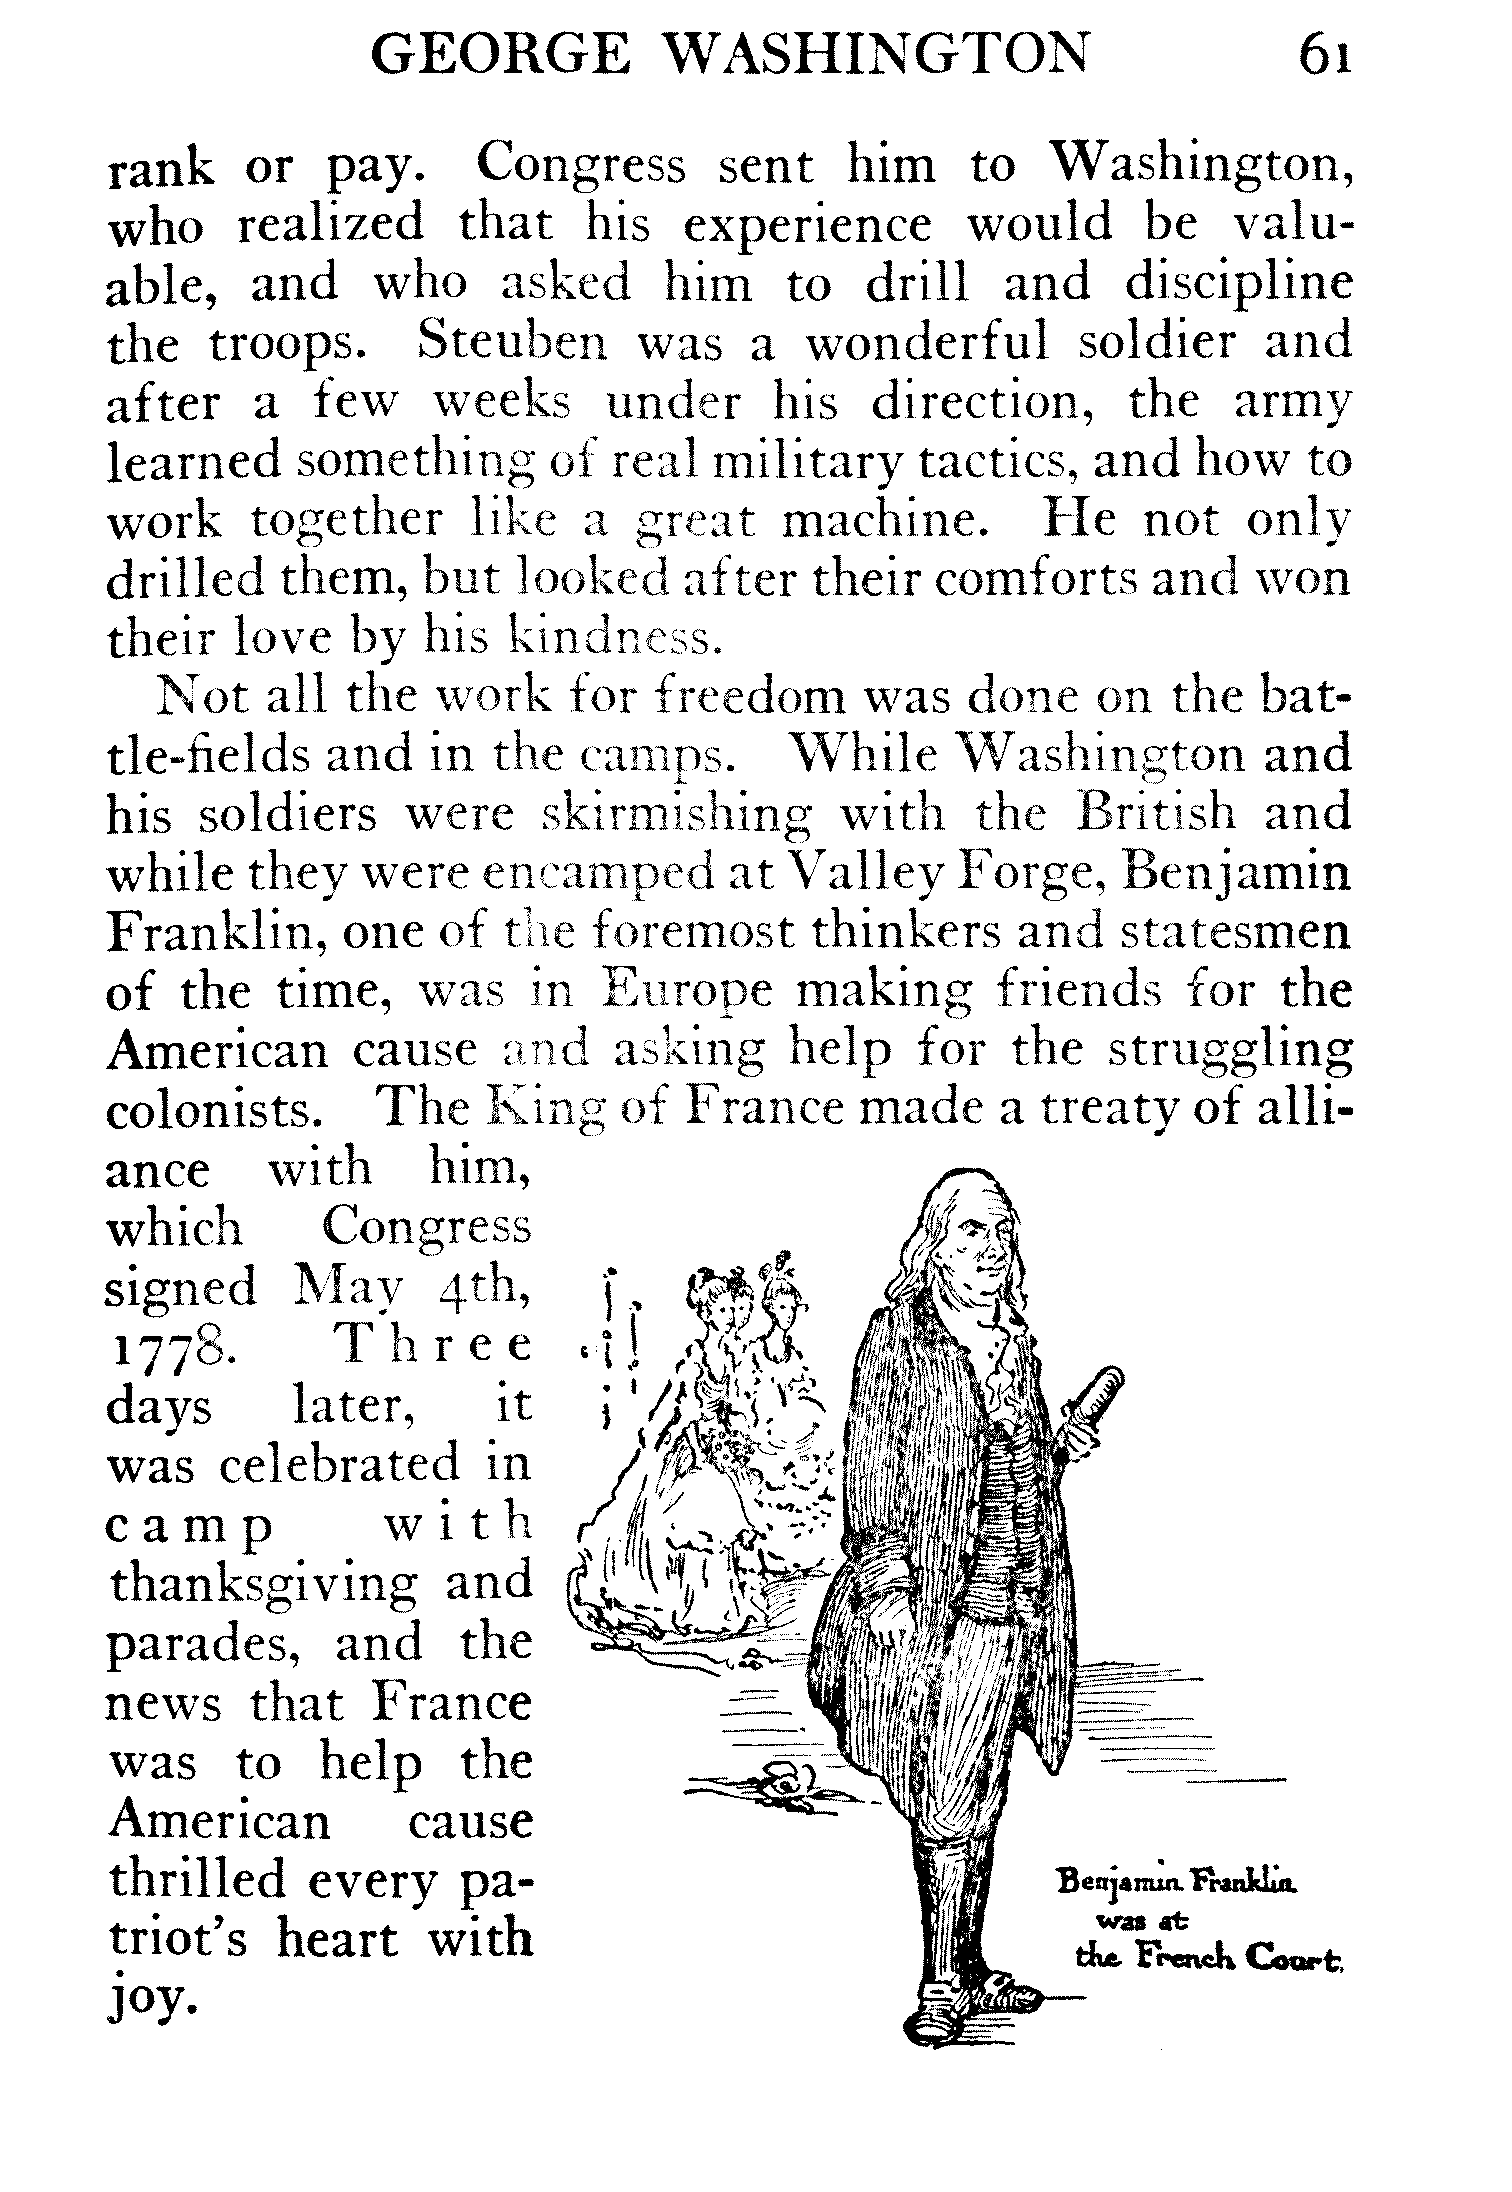 GEORGE WASHINGTON 61
rank or pay. Congress sent him to Washington,
who realized that his experience would be valu-
able, and who asked him to drill and discipline
the troops. Steuben was a wonderful soldier and
after a few weeks under his direction, the army
learned something of real military tactics, and how to
work together like a great machine. He not only
drilled them, but looked after their comforts and won
their love by his kindness.
Not all the work for freedom was done on the bat-
tle-fields and in the camps. While Washington and
his soldiers were skirmishing with the British and
while they were encamped at Valley Forge, Benjamin
Franklin, one of the foremost thinkers and statesmen
of the time, was in Europe making friends for the
American cause and asking help for the struggling
colonists. The King of France made a treaty of alli-
ance with him,
which Congress
signed May 4th,
1778. Three
days later, it
was celebrated in
camp with
thanksgiving and
parades, and the
news that France
was to help the
American cause
thrilled every pa-
triot's heart with
joy.
Benjamin Franklin
was at
the French Court.